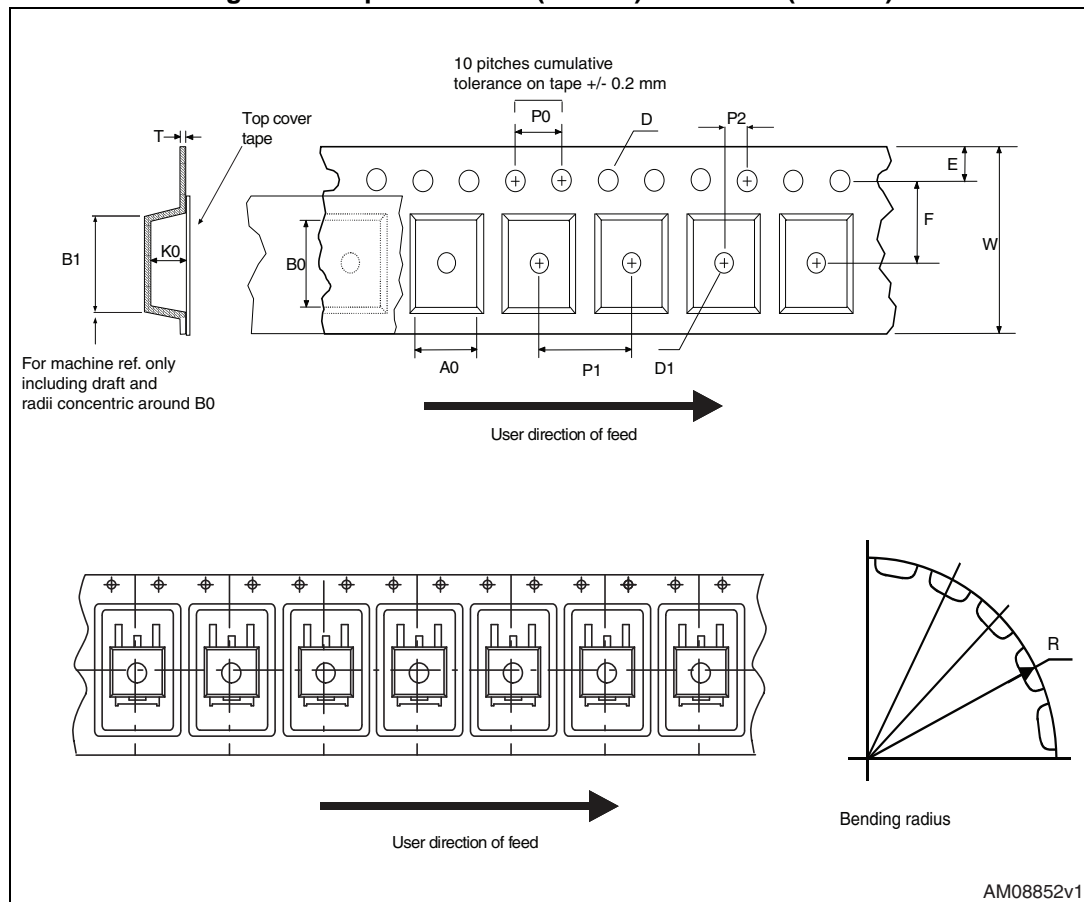 10 pitches cumulative
tolerance on tape +/- 0.2 mm
T
Top cover
tape
P0
D
P2
E
F
W
B1
K0
B0
For machine ref. only
including draft and
radii concentric around B0
A0
P1
D1
User direction of feed
R
Bending radius
User direction of feed
AM08852v1